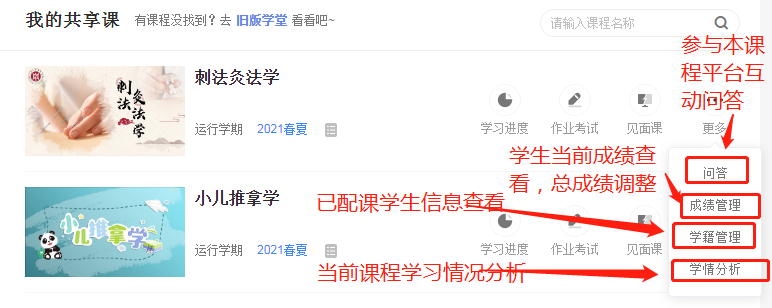 我的共享课 有课程没找到？去 旧版学堂 看看吧~
请输入课程名称
参与本课
程平台互
动问答
刺法灸法学
刺法
灸法学
运行学期 2021春夏
学习进度 作业考试 见面课 更多
学生当前成绩查
看，总成绩调整
问答
成绩管理
学籍管理
学情分析
小儿推拿学
小儿推拿学
已配课学生信息查看
运行学期 2021春夏
学习进度 作业考试 见面课
当前课程学习情况分析